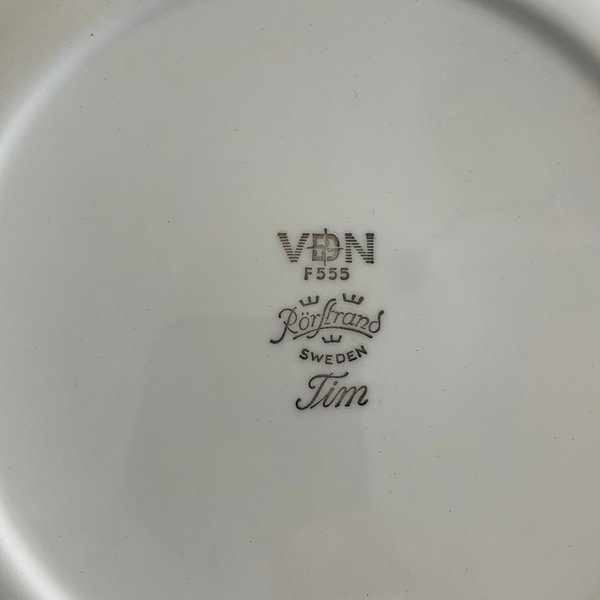 VDN
F555
Rörstrand
SWEDEN
Tim